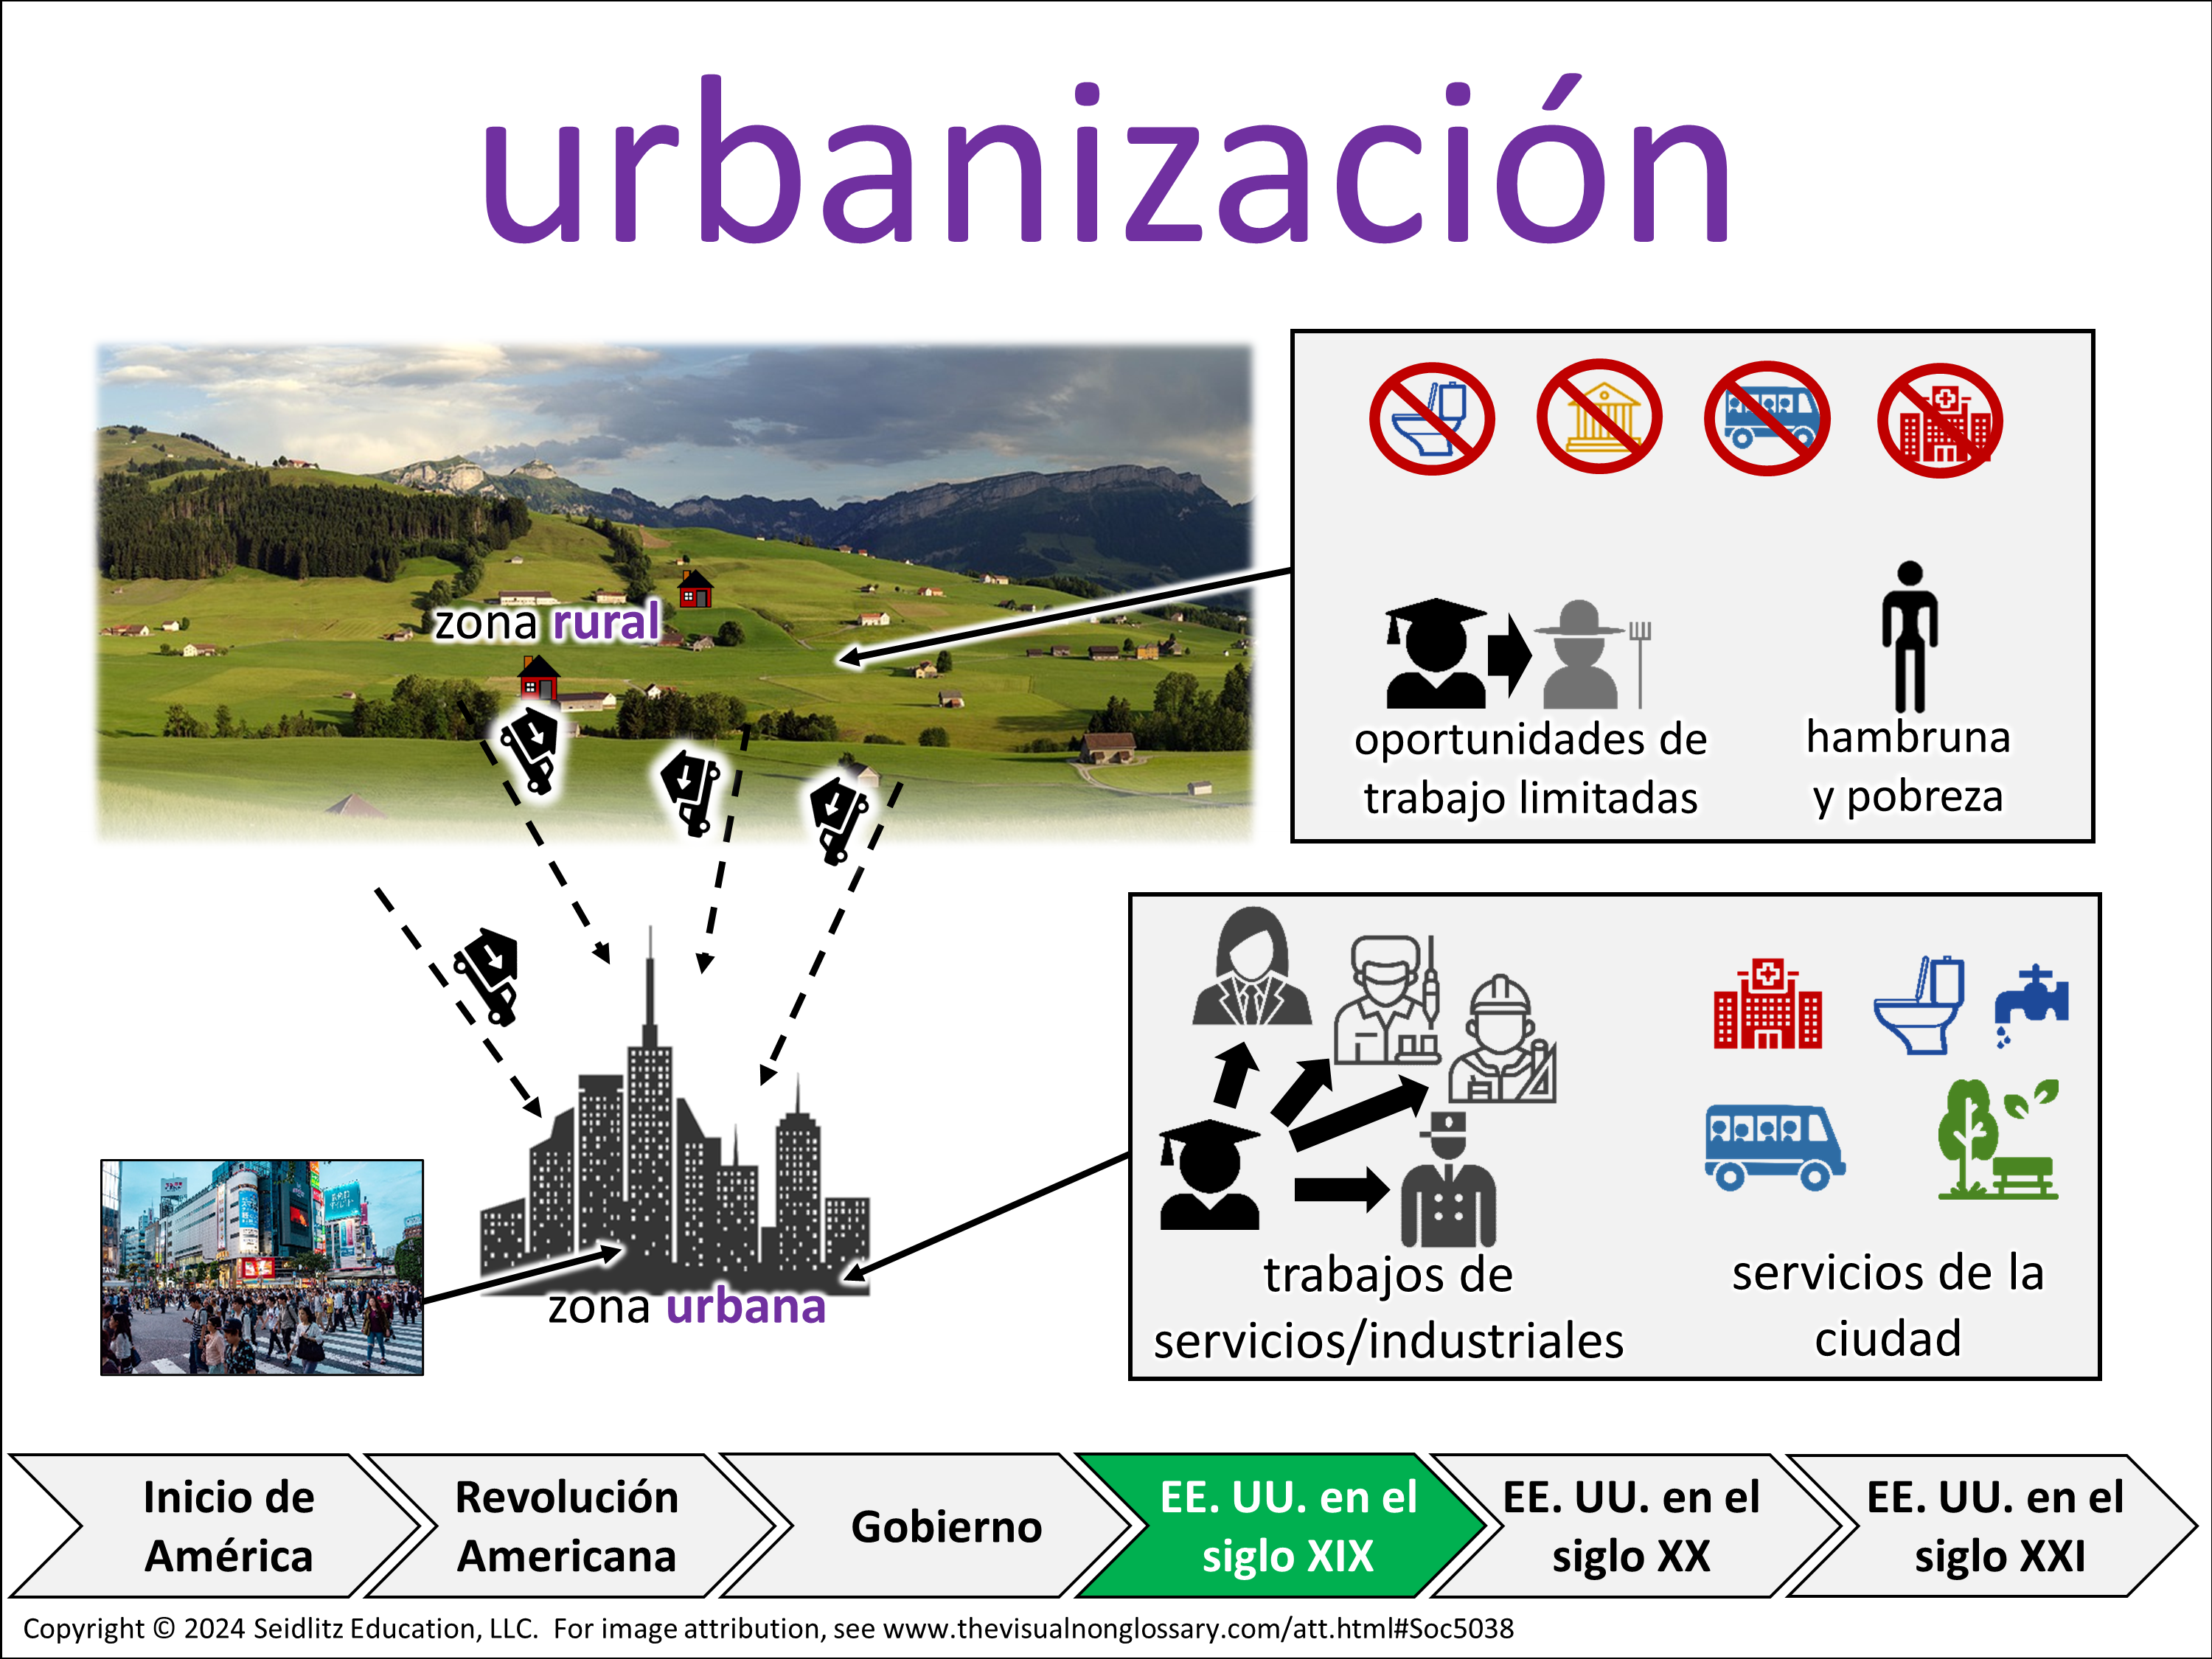 urbanización
zona rural
oportunidades de
trabajo limitadas
hambruna
y pobreza
zona urbana
trabajos de
servicios/industriales
servicios de la
ciudad
Inicio de
América
Revolución
Americana
Gobierno
EE. UU. en el
siglo XIX
EE. UU. en el
siglo XX
EE. UU. en el
siglo XXI
Copyright © 2024 Seidlitz Education, LLC.  For image attribution, see www.thevisualnonglossary.com/att.html#Soc5038